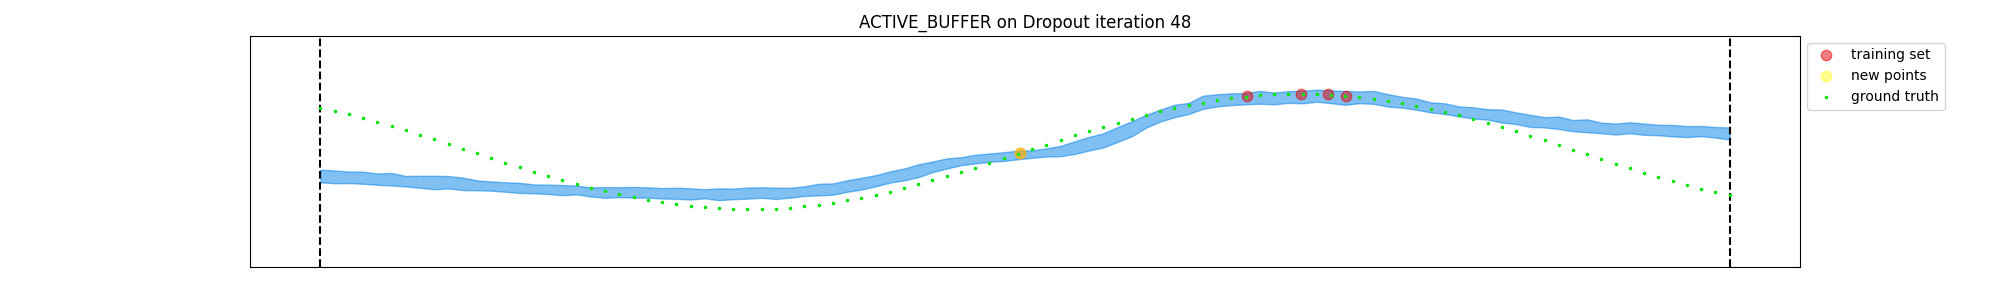 ACTIVE_BUFFER on Dropout iteration 48
training set
new points
ground truth